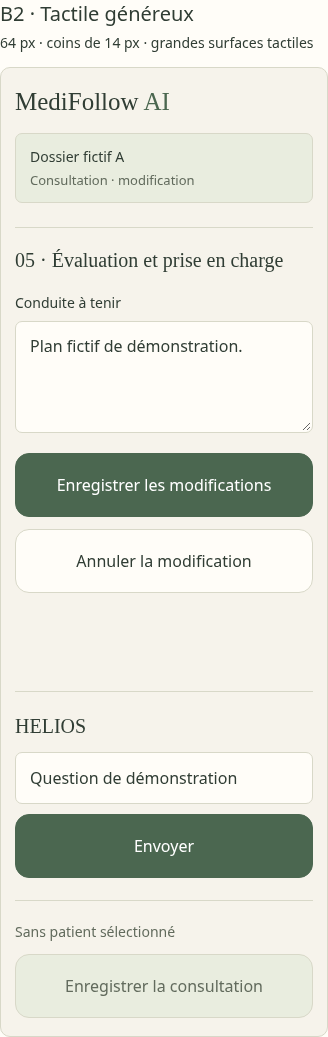 B2 · Tactile généreux
64 px · coins de 14 px · grandes surfaces tactiles
MediFollow AI
Dossier fictif A
Consultation · modification
05 · Évaluation et prise en charge
Conduite à tenir
Plan fictif de démonstration.
Enregistrer les modifications
Annuler la modification
HELIOS
Question de démonstration
Envoyer
Sans patient sélectionné
Enregistrer la consultation